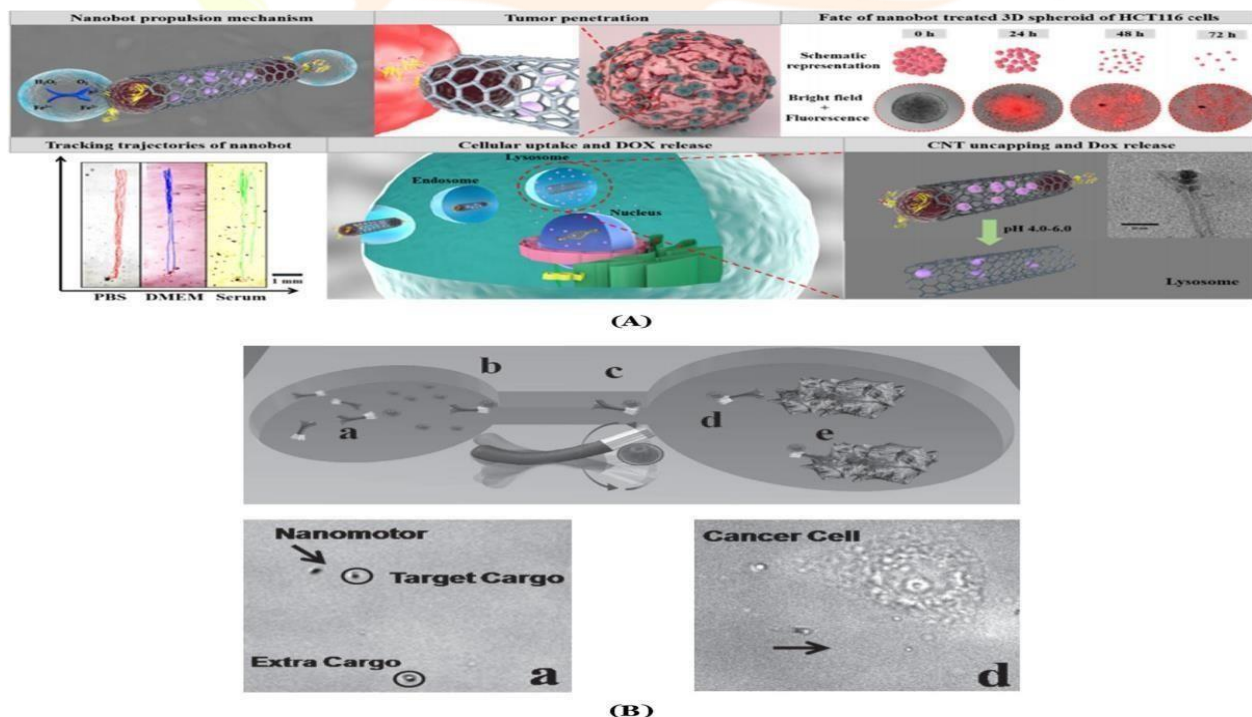 Nanobot propulsion mechanism
Tumor penetration
Fate of nanobot treated 3D spheroid of HCT116 cells
0 h 24 h 48 h 72 h
Schematic representation
Bright field
+
Fluorescence
Tracking trajectories of nanobot
PBS DMEM Serum
1 mm
Cellular uptake and DOX release
Lysosome
Endosome
Nucleus
CNT uncapping and Dox release
pH 4.0-6.0
Lysosome
(A)
b
c
a
d
e
Nanomotor
Target Cargo
Extra Cargo
a
Cancer Cell
d
(B)